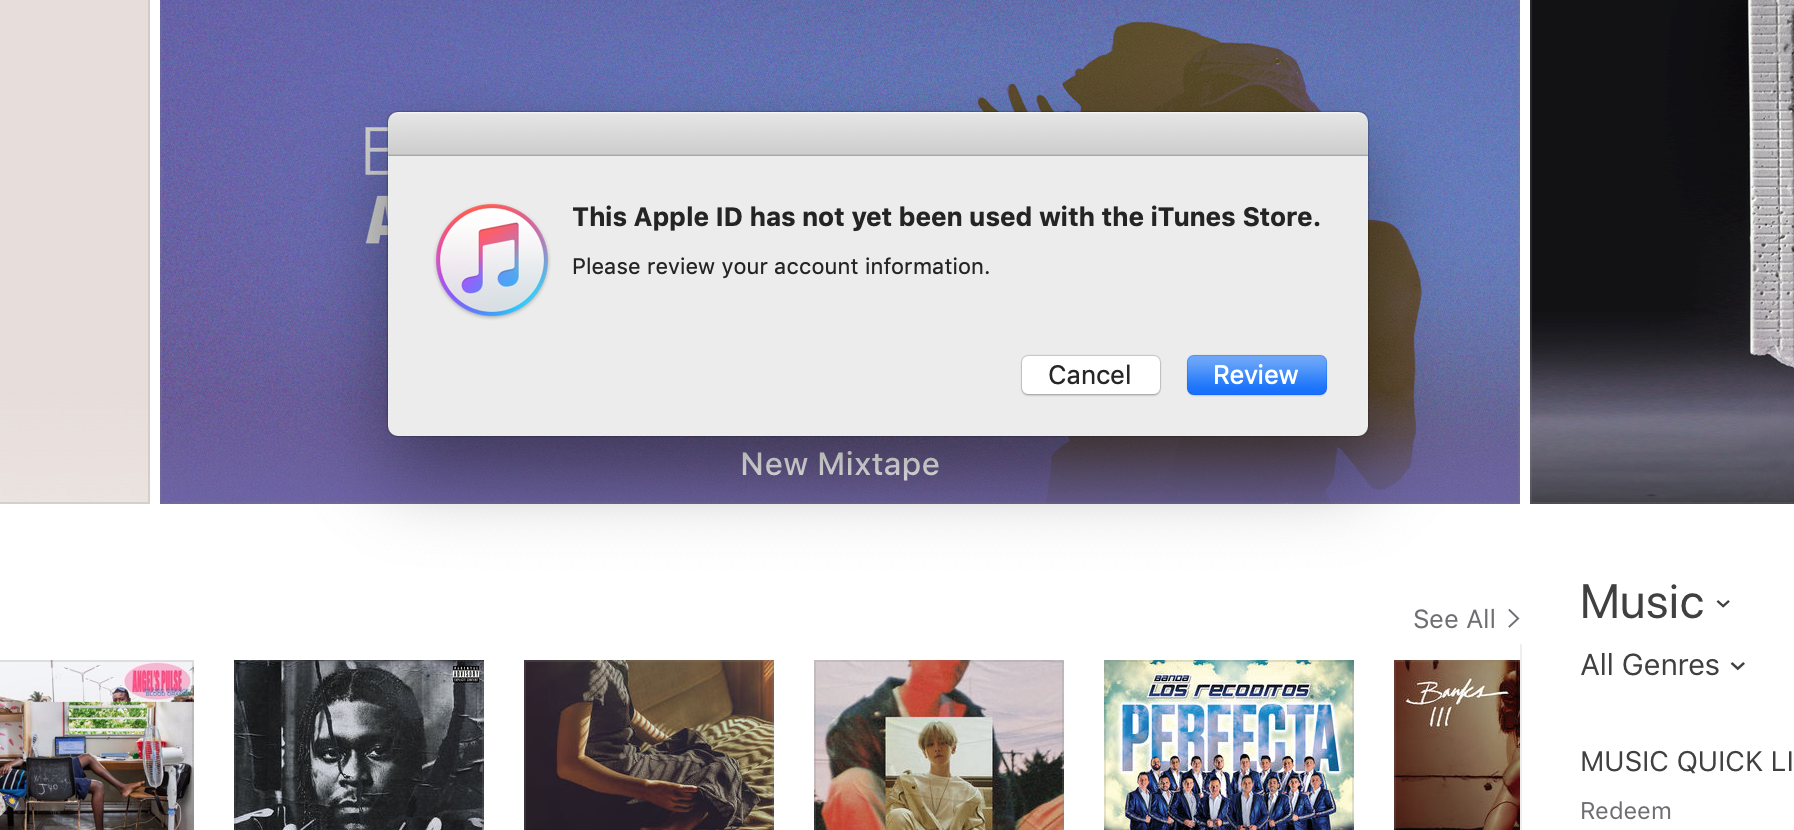 This Apple ID has not yet been used with the iTunes Store.
Please review your account information.
Cancel
Review
New Mixtape
See All
Music
All Genres
MUSIC QUICK LI
Redeem
ANGEL'S PULSE
BLOOD ORANGE
BANDA
LOS RECODITOS
PERFECTA
Banks
III